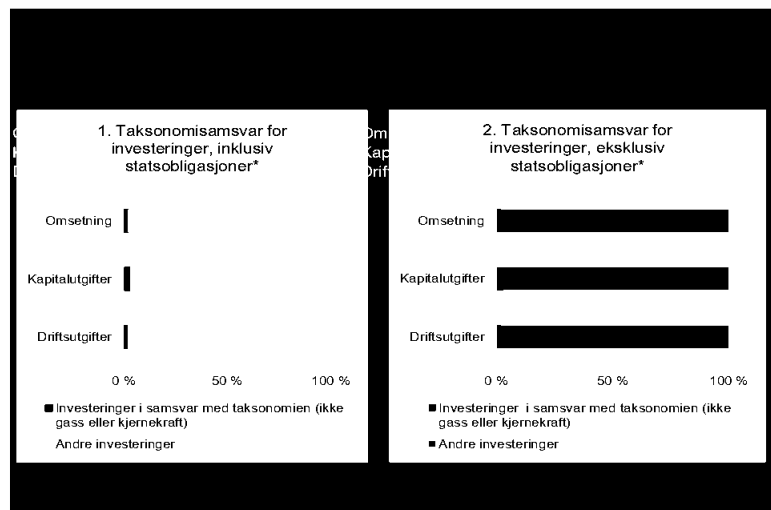 1. Taksonomisamsvar for
investeringer, inklusiv
statsobligasjoner*
Omsetning
Kapitalutgifter
Driftsutgifter
0 %
50 %
100 %
Investeringer i samsvar med taksonomien (ikke
gass eller kjernekraft)
Andre investeringer
2. Taksonomisamsvar for
investeringer, eksklusiv
statsobligasjoner*
Omsetning
Kapitalutgifter
Driftsutgifter
0 %
50 %
100 %
Investeringer i samsvar med taksonomien (ikke
gass eller kjernekraft)
Andre investeringer